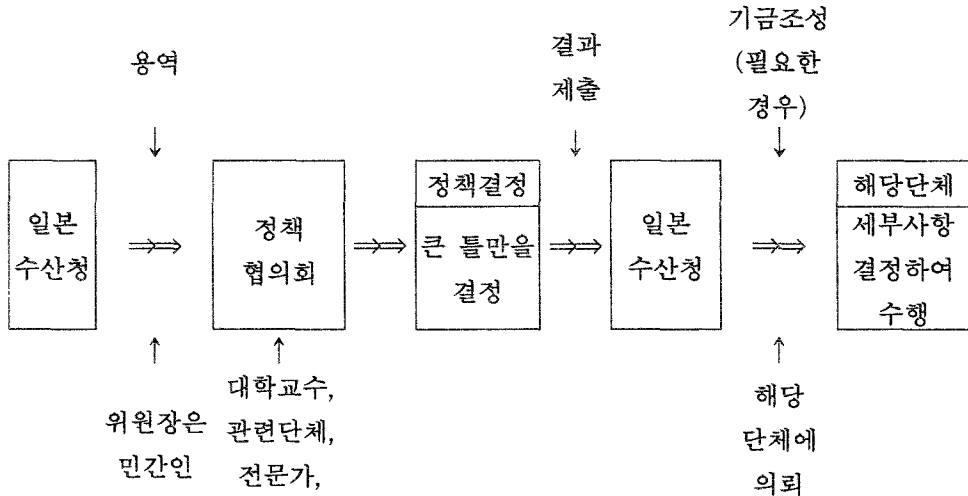 용역
결과
제출
기금조성
(필요한
경우)
일본
수산청
정책
협의회
정책결정
큰 틀만을
결정
일본
수산청
해당단체
세부사항
결정하여
수행
위원장은
민간인
대학교수,
관련단체,
전문가,
해당
단체에
의뢰